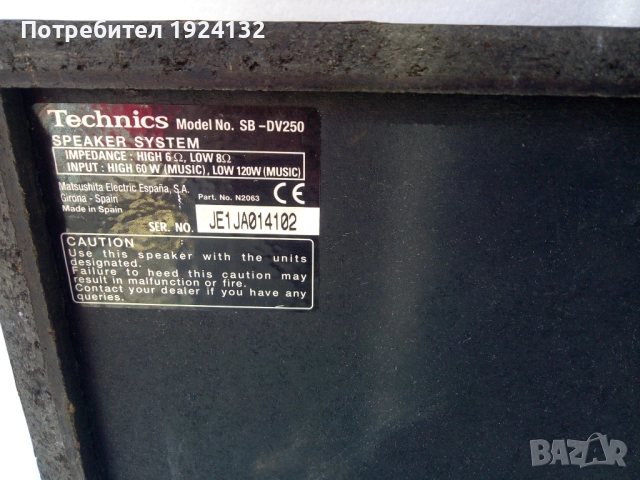 Потребител 1924132
Technics Model No. SB-DV250
SPEAKER SYSTEM
IMPEDANCE : HIGH 6Ω, LOW 8Ω
INPUT : HIGH 60 W (MUSIC), LOW 120W (MUSIC)
Matsushita Electric España, S.A.
Girona - Spain Part. No. N2063 CE
Made in Spain
SER. NO. JE1JA014102
CAUTION
Use this speaker with the units
designated.
Failure to heed this caution may
result in malfunction or fire.
Contact your dealer if you have any
queries.
BAZAR